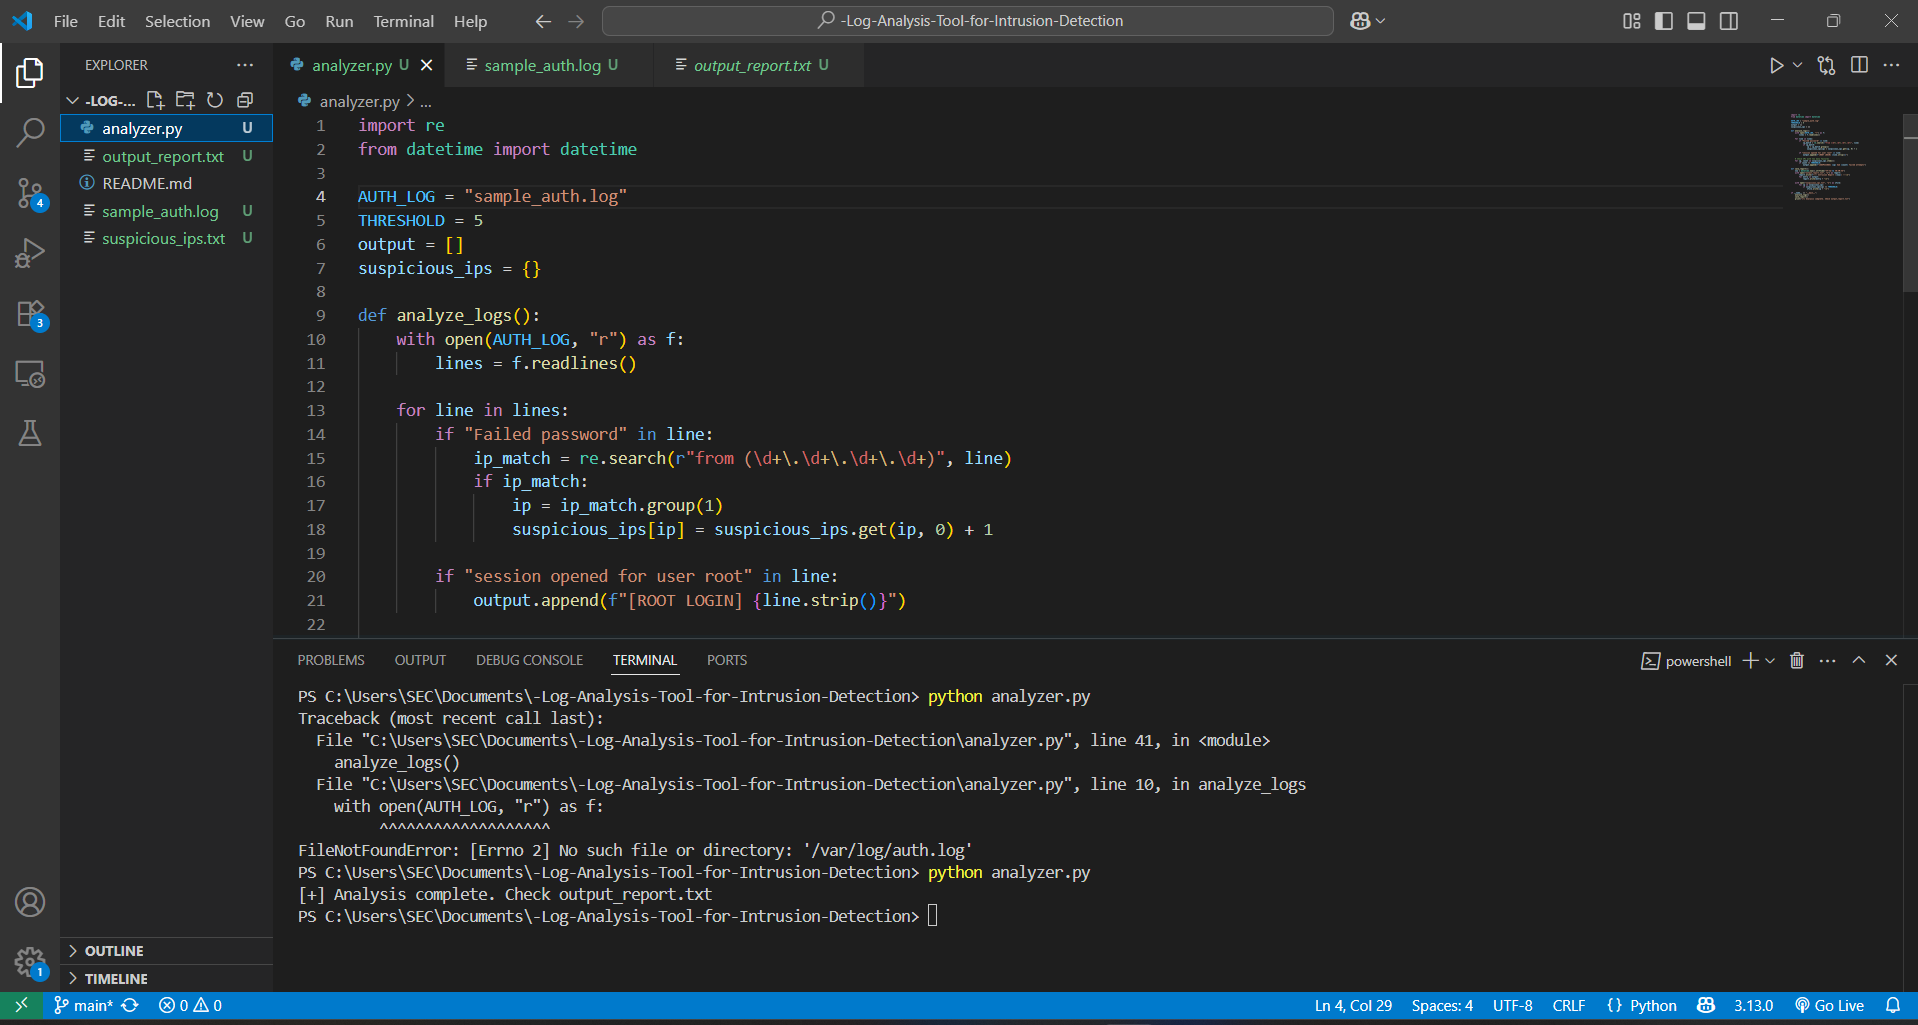 File Edit Selection View Go Run Terminal Help
-Log-Analysis-Tool-for-Intrusion-Detection
EXPLORER
-LOG-...
analyzer.py U
output_report.txt U
README.md
sample_auth.log U
suspicious_ips.txt U
4
3
OUTLINE
TIMELINE
1
analyzer.py U
sample_auth.log U
output_report.txt U
analyzer.py > ...
1 import re
2 from datetime import datetime
3
4 AUTH_LOG = "sample_auth.log"
5 THRESHOLD = 5
6 output = []
7 suspicious_ips = {}
8
9 def analyze_logs():
10 with open(AUTH_LOG, "r") as f:
11 lines = f.readlines()
12
13 for line in lines:
14 if "Failed password" in line:
15 ip_match = re.search(r"from (\d+\.\d+\.\d+\.\d+)", line)
16 if ip_match:
17 ip = ip_match.group(1)
18 suspicious_ips[ip] = suspicious_ips.get(ip, 0) + 1
19
20 if "session opened for user root" in line:
21 output.append(f"[ROOT LOGIN] {line.strip()}")
22
PROBLEMS OUTPUT DEBUG CONSOLE TERMINAL PORTS
powershell
PS C:\Users\SEC\Documents\-Log-Analysis-Tool-for-Intrusion-Detection> python analyzer.py
Traceback (most recent call last):
File "C:\Users\SEC\Documents\-Log-Analysis-Tool-for-Intrusion-Detection\analyzer.py", line 41, in <module>
analyze_logs()
File "C:\Users\SEC\Documents\-Log-Analysis-Tool-for-Intrusion-Detection\analyzer.py", line 10, in analyze_logs
with open(AUTH_LOG, "r") as f:
^^^^^^^^^^^^^^^^^^^
FileNotFoundError: [Errno 2] No such file or directory: '/var/log/auth.log'
PS C:\Users\SEC\Documents\-Log-Analysis-Tool-for-Intrusion-Detection> python analyzer.py
[+] Analysis complete. Check output_report.txt
PS C:\Users\SEC\Documents\-Log-Analysis-Tool-for-Intrusion-Detection>
main* 0 0 Ln 4, Col 29 Spaces: 4 UTF-8 CRLF {} Python 3.13.0 Go Live